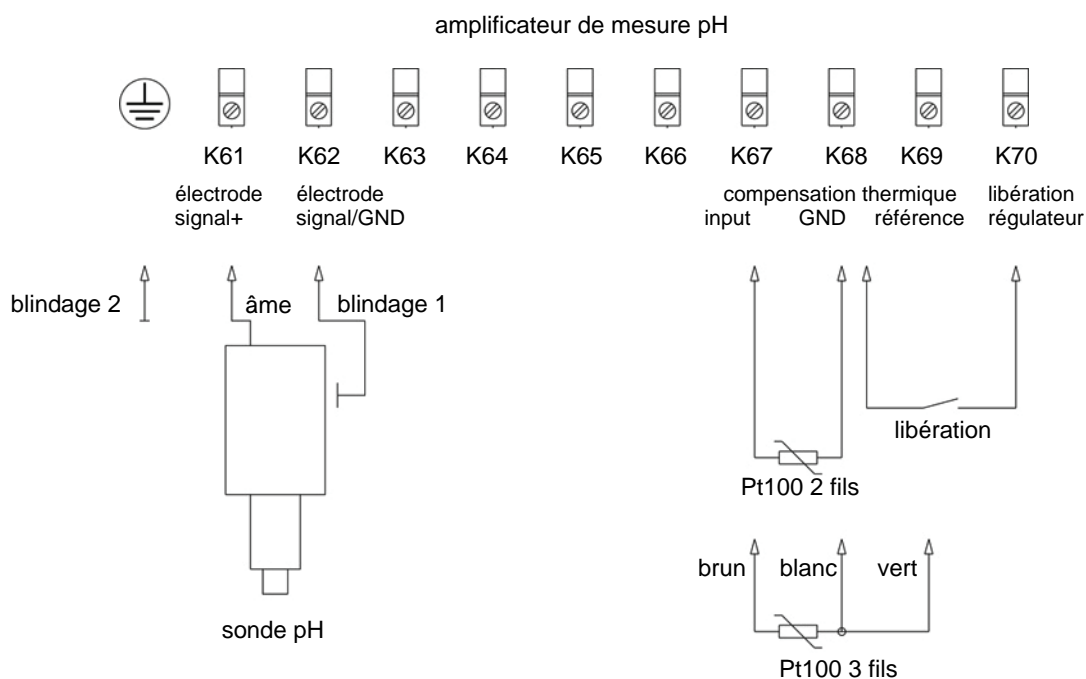 amplificateur de mesure pH
K61 K62 K63 K64 K65 K66 K67 K68 K69 K70
électrode électrode compensation thermique libération
signal+ signal/GND input GND référence régulateur
blindage 2 âme blindage 1
libération
Pt100 2 fils
brun blanc vert
sonde pH
Pt100 3 fils